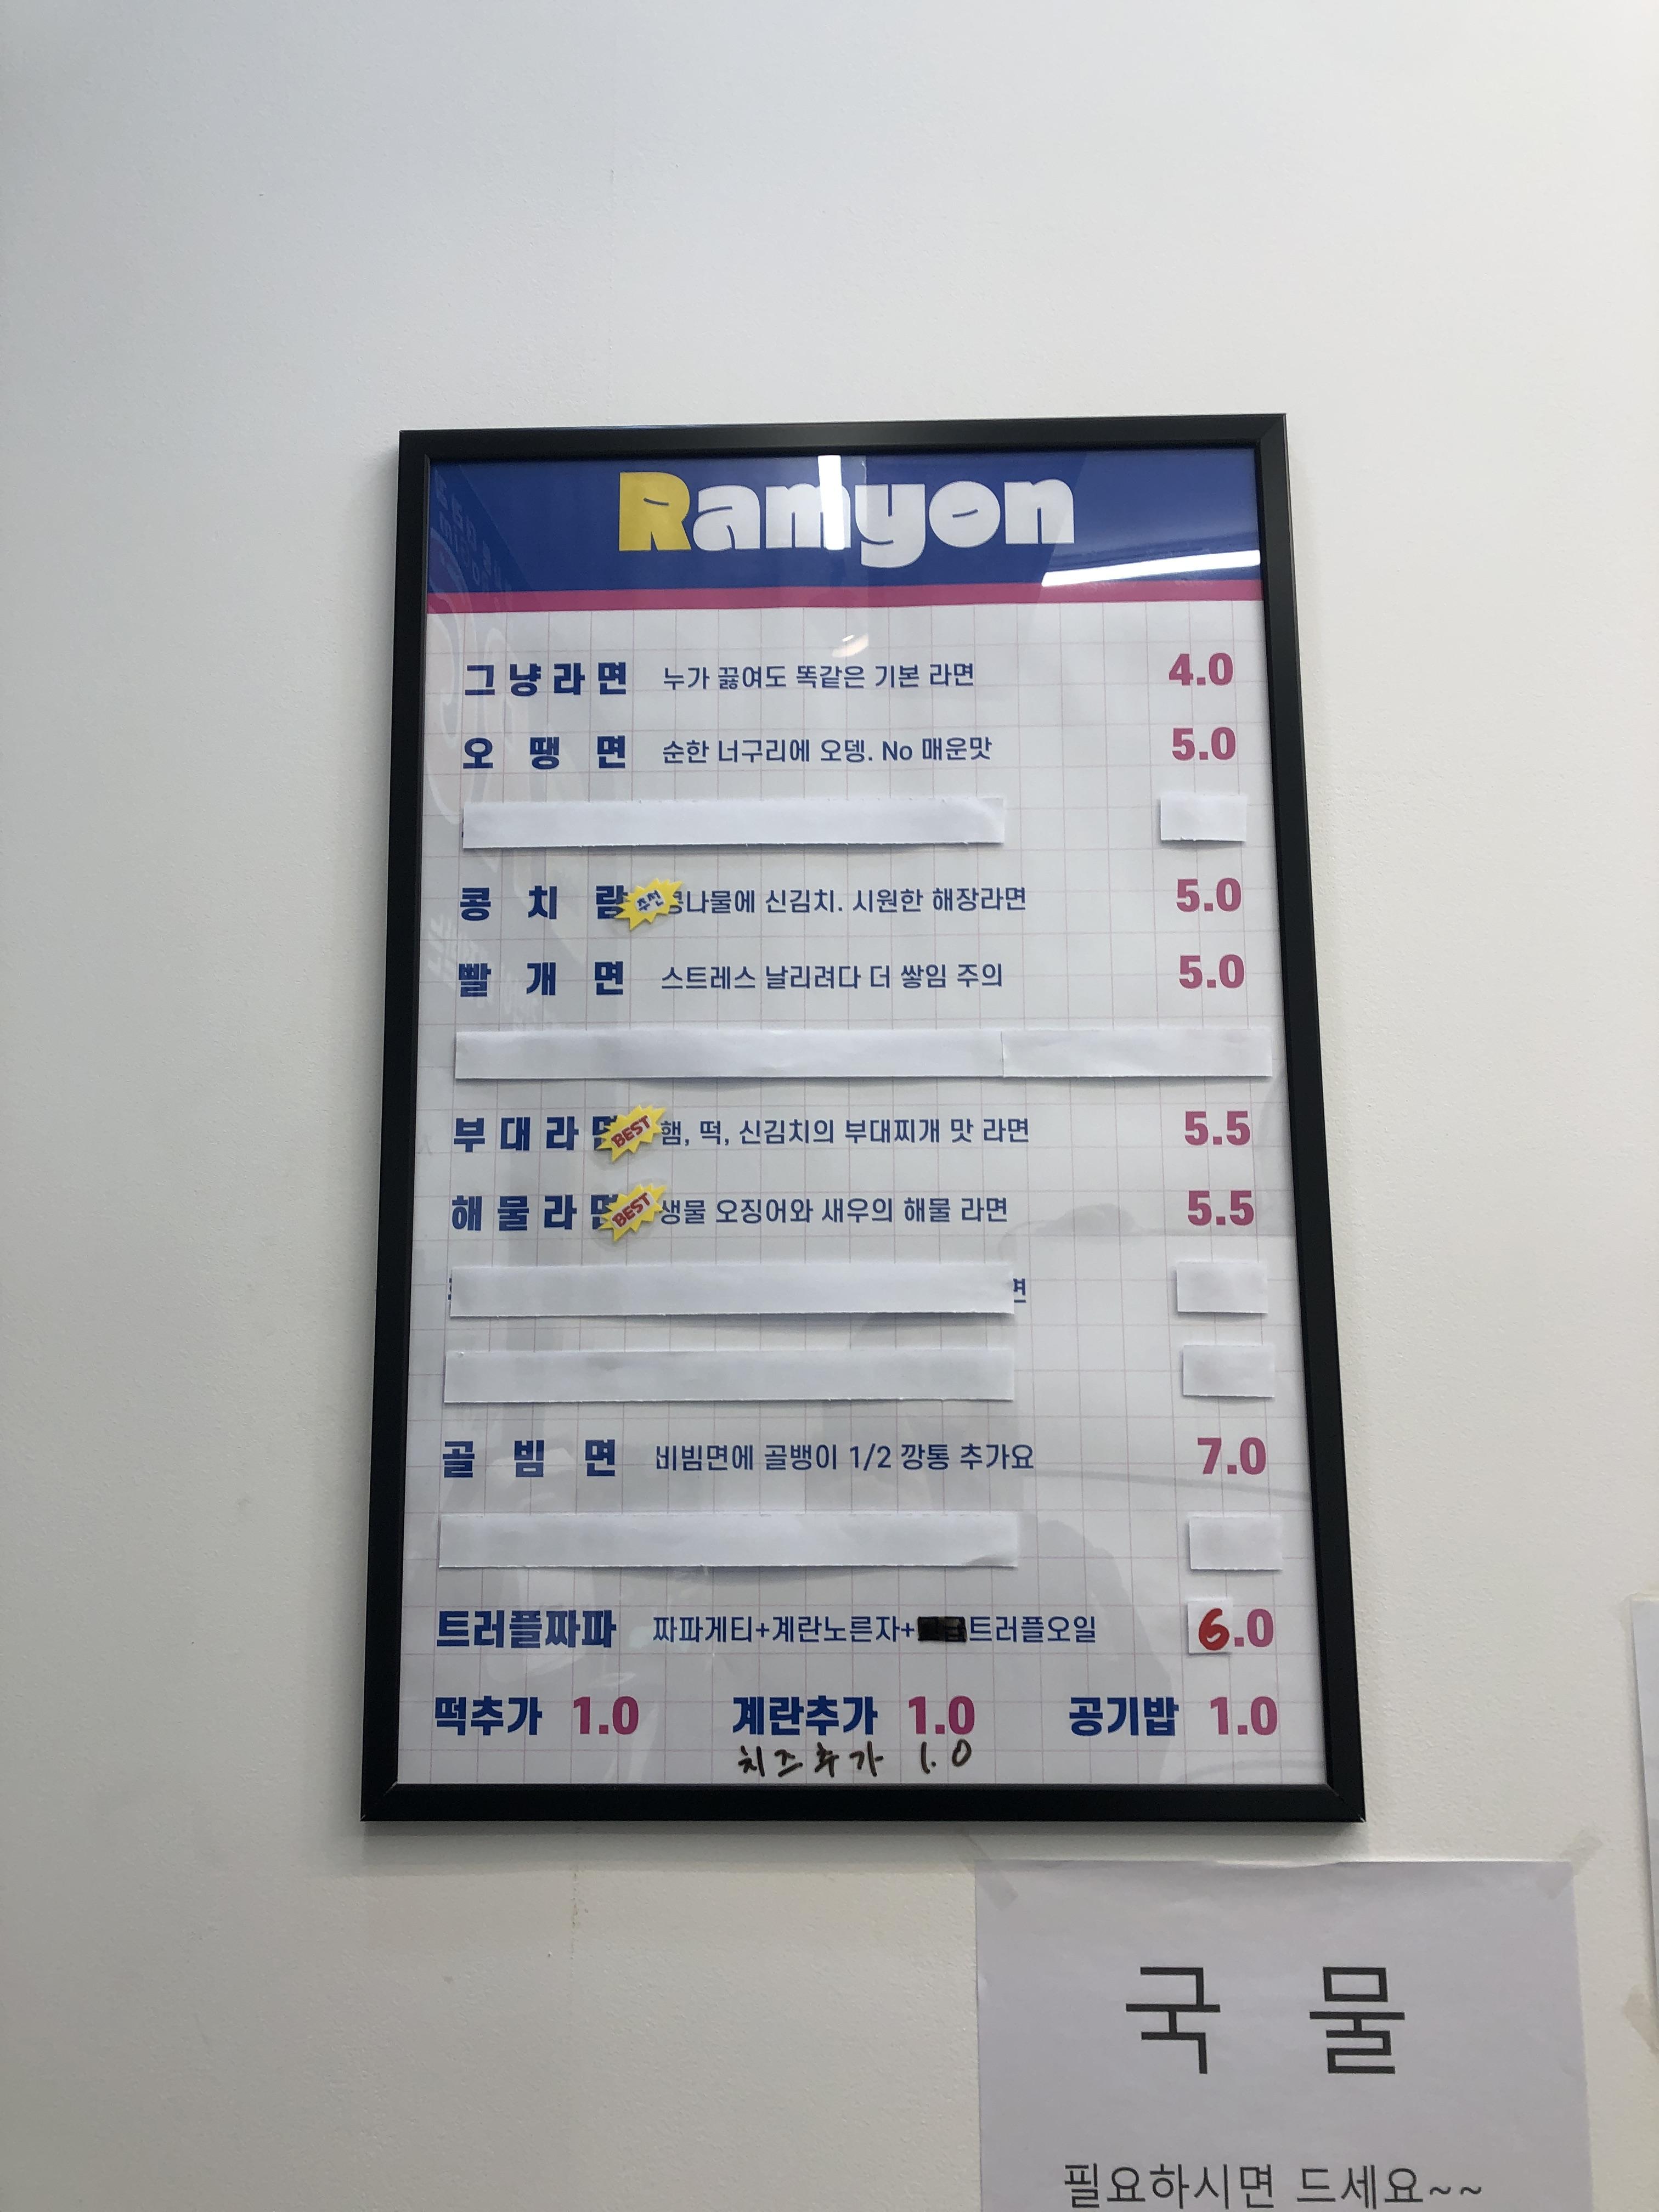 Ramyon
그냥라면 누가 끓여도 똑같은 기본 라면 4.0
오땡면 순한 너구리에 오뎅. No 매운맛 5.0
콩치람 추천 콩나물에 신김치. 시원한 해장라면 5.0
빨개면 스트레스 날리려다 더 쌓임 주의 5.0
부대라면 BEST 햄, 떡, 신김치의 부대찌개 맛 라면 5.5
해물라면 BEST 생물 오징어와 새우의 해물 라면 5.5
면
골빔면 비빔면에 골뱅이 1/2 깡통 추가요 7.0
트러플짜파 짜파게티+계란노른자+트러플오일 6.0
떡추가 1.0 계란추가 1.0 공기밥 1.0
치즈추가 1.0
국물
필요하시면 드세요~~